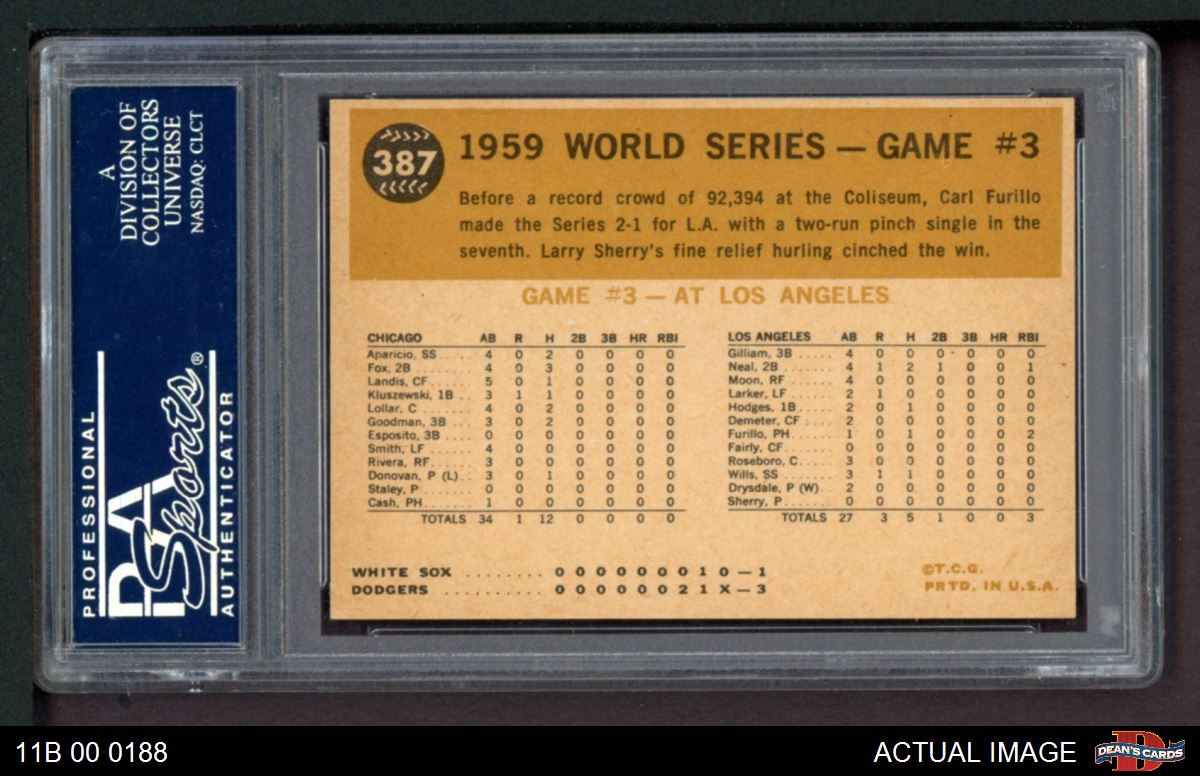 A
DIVISION OF
COLLECTORS
UNIVERSE
NASDAQ: CLCT
PROFESSIONAL
PSA
Sports®
AUTHENTICATOR
387
1959 WORLD SERIES — GAME #3
Before a record crowd of 92,394 at the Coliseum, Carl Furillo
made the Series 2-1 for L.A. with a two-run pinch single in the
seventh. Larry Sherry's fine relief hurling cinched the win.
GAME #3 — AT LOS ANGELES
CHICAGO AB R H 2B 3B HR RBI
Aparicio, SS ..... 4 0 2 0 0 0 0
Fox, 2B ........ 4 0 3 0 0 0 0
Landis, CF ...... 5 0 1 0 0 0 0
Kluszewski, 1B .. 3 1 1 0 0 0 0
Lollar, C ........ 4 0 2 0 0 0 0
Goodman, 3B .... 3 0 2 0 0 0 0
Esposito, 3B .... 0 0 0 0 0 0 0
Smith, LF ....... 4 0 0 0 0 0 0
Rivera, RF ...... 3 0 0 0 0 0 0
Donovan, P (L) .. 3 0 1 0 0 0 0
Staley, P ........ 0 0 0 0 0 0 0
Cash, PH ....... 1 0 0 0 0 0 0
TOTALS 34 1 12 0 0 0 0
LOS ANGELES AB R H 2B 3B HR RBI
Gilliam, 3B ...... 4 0 0 0 0 0 0
Neal, 2B ........ 4 1 2 1 0 0 1
Moon, RF ....... 4 0 0 0 0 0 0
Larker, LF ...... 2 1 0 0 0 0 0
Hodges, 1B ..... 2 0 1 0 0 0 0
Demeter, CF .... 2 0 0 0 0 0 0
Furillo, PH ...... 1 0 1 0 0 0 2
Fairly, CF ....... 0 0 0 0 0 0 0
Roseboro, C ..... 3 0 0 0 0 0 0
Wills, SS ....... 3 1 1 0 0 0 0
Drysdale, P (W) .. 2 0 0 0 0 0 0
Sherry, P ....... 0 0 0 0 0 0 0
TOTALS 27 3 5 1 0 0 3
WHITE SOX ........ 0 0 0 0 0 0 0 1 0 — 1
DODGERS .......... 0 0 0 0 0 0 2 1 X — 3
©T.C.G.
PRTD. IN U.S.A.
11B 00 0188
ACTUAL IMAGE
DEAN'S CARDS